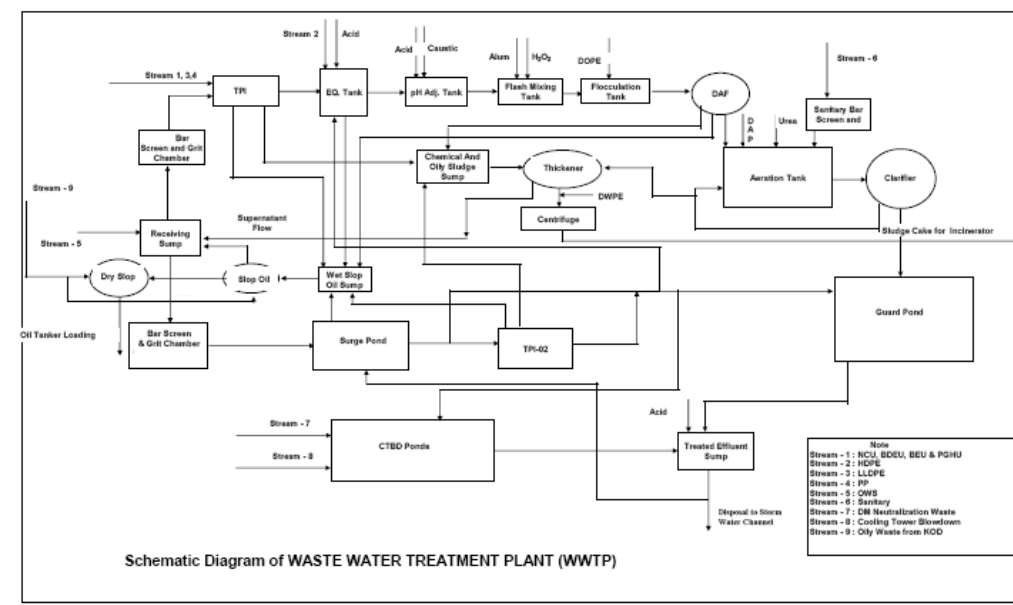 Stream 2
Acid
Acid
Caustic
Alum
H₂O₂
DOPE
Stream - 6
Stream 1, 3,4
TPI
EQ. Tank
pH Adj. Tank
Flash Mixing
Tank
Flocculation
Tank
DAF
Sanitary Bar
Screen and
DAP
Urea
Bar
Screen and Grit
Chamber
Chemical And
Oily Sludge
Sump
Thickener
Aeration Tank
Clarifier
Stream - 9
DWPE
Centrifuge
Supernatant
Flow
Stream - 5
Receiving
Sump
Sludge Cake for Incinerator
Dry Slop
Slop Oil
Wet Slop
Oil Sump
Guard Pond
Oil Tanker Loading
Bar Screen
& Grit Chamber
Surge Pond
TPI-02
Stream - 7
Stream - 8
CTBD Ponds
Acid
Treated Effluent
Sump
Disposal to Storm
Water Channel
Note
Stream - 1 : NCU, BDEU, BEU & PGHU
Stream - 2 : HDPE
Stream - 3 : LLDPE
Stream - 4 : PP
Stream - 5 : OWS
Stream - 6 : Sanitary
Stream - 7 : DM Neutralization Waste
Stream - 8 : Cooling Tower Blowdown
Stream - 9 : Oily Waste from KOD
Schematic Diagram of WASTE WATER TREATMENT PLANT (WWTP)